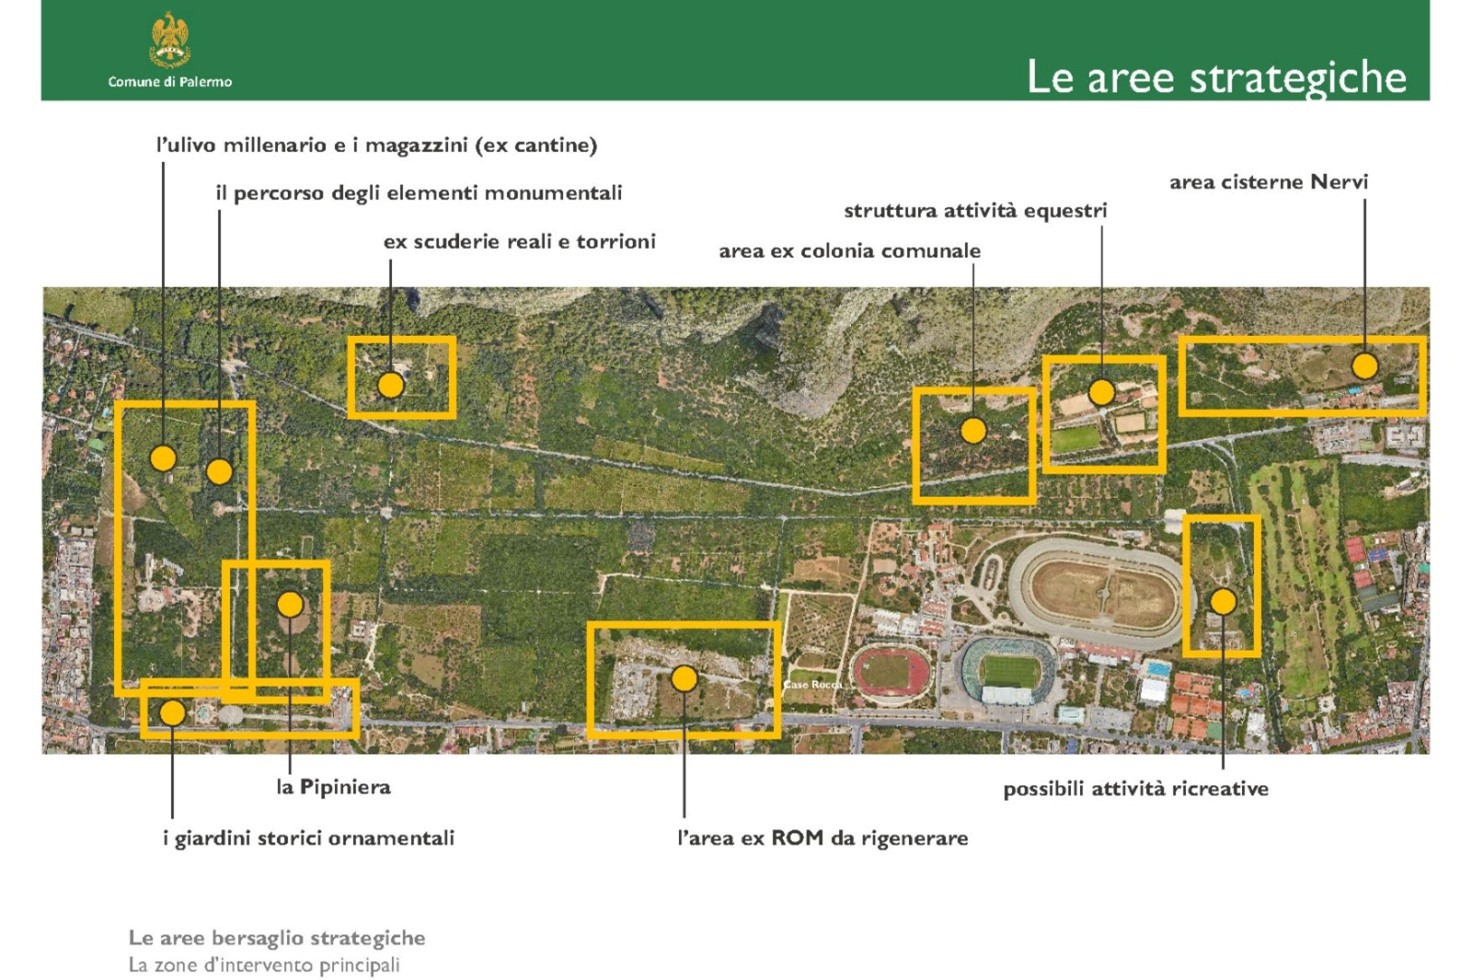 Comune di Palermo
Le aree strategiche
l'ulivo millenario e i magazzini (ex cantine)
il percorso degli elementi monumentali
ex scuderie reali e torrioni
area ex colonia comunale
struttura attività equestri
area cisterne Nervi
Case Rocca
la Pipiniera
i giardini storici ornamentali
l'area ex ROM da rigenerare
possibili attività ricreative
Le aree bersaglio strategiche
La zone d'intervento principali